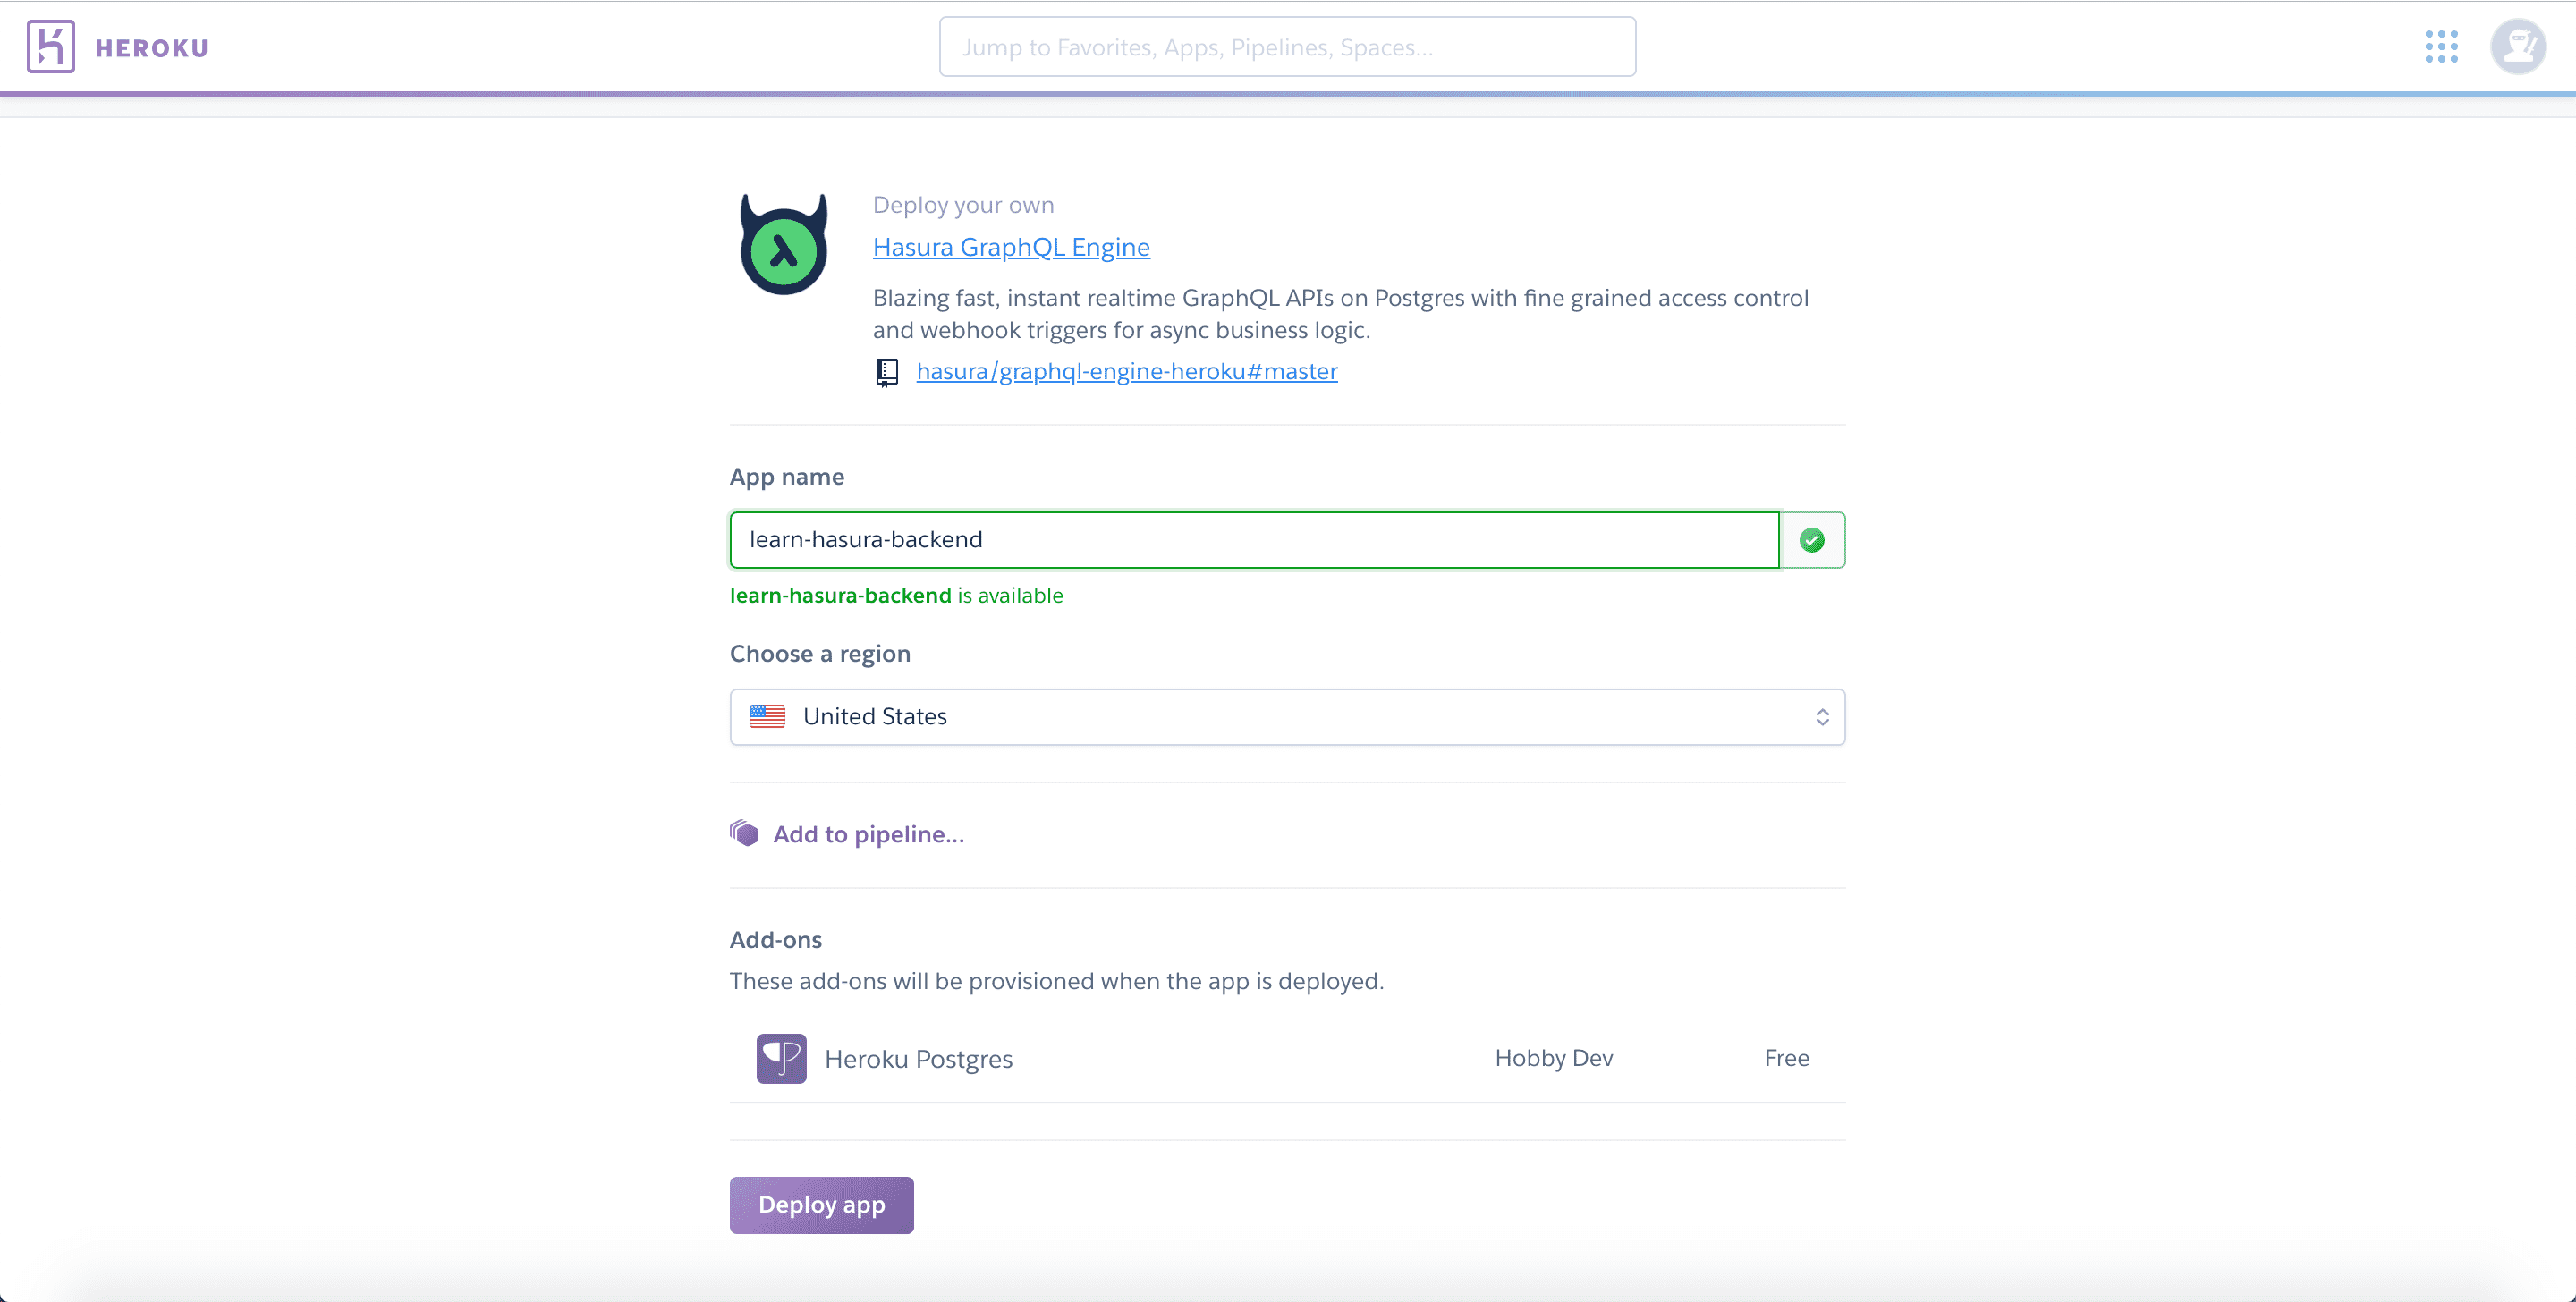 HEROKU
Jump to Favorites, Apps, Pipelines, Spaces...
Deploy your own
Hasura GraphQL Engine
Blazing fast, instant realtime GraphQL APIs on Postgres with fine grained access control
and webhook triggers for async business logic.
hasura/graphql-engine-heroku#master
App name
learn-hasura-backend
learn-hasura-backend is available
Choose a region
United States
Add to pipeline...
Add-ons
These add-ons will be provisioned when the app is deployed.
Heroku Postgres Hobby Dev Free
Deploy app